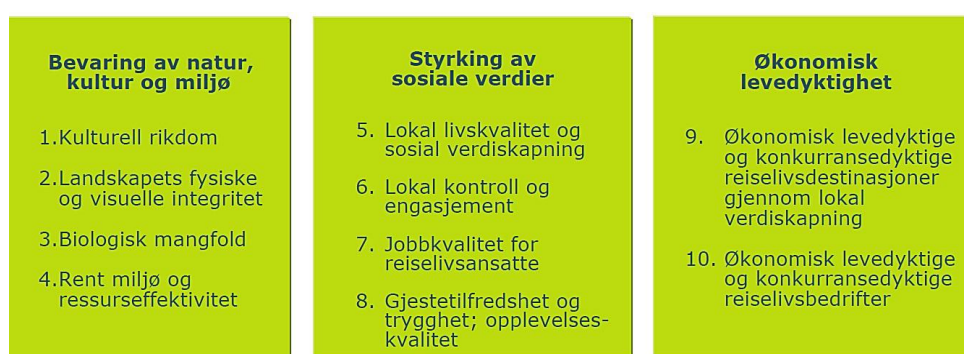 Bevaring av natur,
kultur og miljø
1.Kulturell rikdom
2.Landskapets fysiske
og visuelle integritet
3.Biologisk mangfold
4.Rent miljø og
ressurseffektivitet
Styrking av
sosiale verdier
5. Lokal livskvalitet og
sosial verdiskapning
6. Lokal kontroll og
engasjement
7. Jobbkvalitet for
reiselivsansatte
8. Gjestetilfredshet og
trygghet; opplevelses-
kvalitet
Økonomisk
levedyktighet
9. Økonomisk levedyktige
og konkurransedyktige
reiselivsdestinasjoner
gjennom lokal
verdiskapning
10. Økonomisk levedyktige
og konkurransedyktige
reiselivsbedrifter